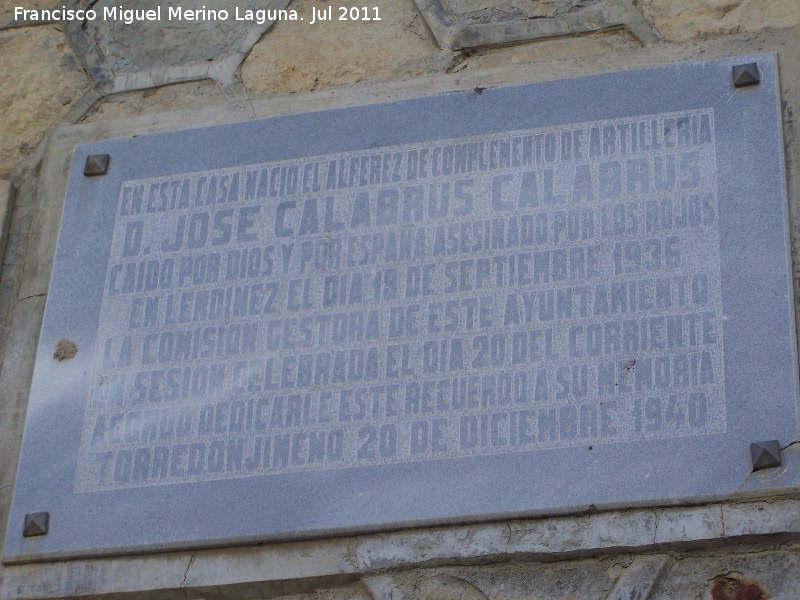 Francisco Miguel Merino Laguna. Jul 2011
EN ESTA CASA NACIO EL ALFEREZ DE COMPLEMENTO DE ARTILLERIA
D. JOSE CALABRUS CALABRUS
CAIDO POR DIOS Y POR ESPAÑA ASESINADO POR LOS ROJOS
EN LENDINEZ EL DIA 18 DE SEPTIEMBRE 1936
LA COMISION GESTORA DE ESTE AYUNTAMIENTO
EN SESION CELEBRADA EL DIA 20 DEL CORRIENTE
ACORDO DEDICARLE ESTE RECUERDO A SU MEMORIA
TORREDONJIMENO 20 DE DICIEMBRE 1940